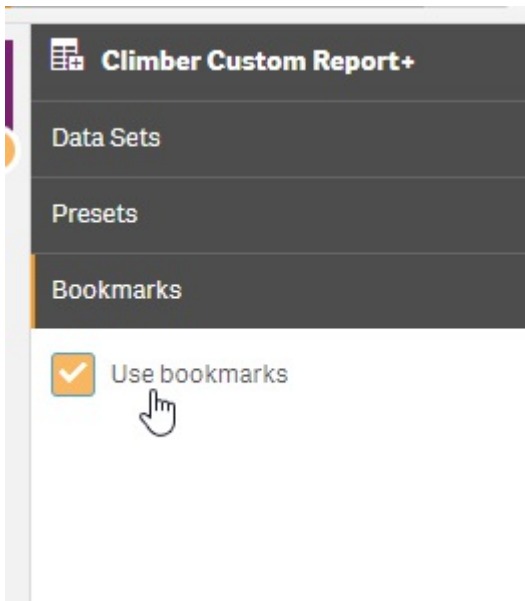 Climber Custom Report+
Data Sets
Presets
Bookmarks
Use bookmarks